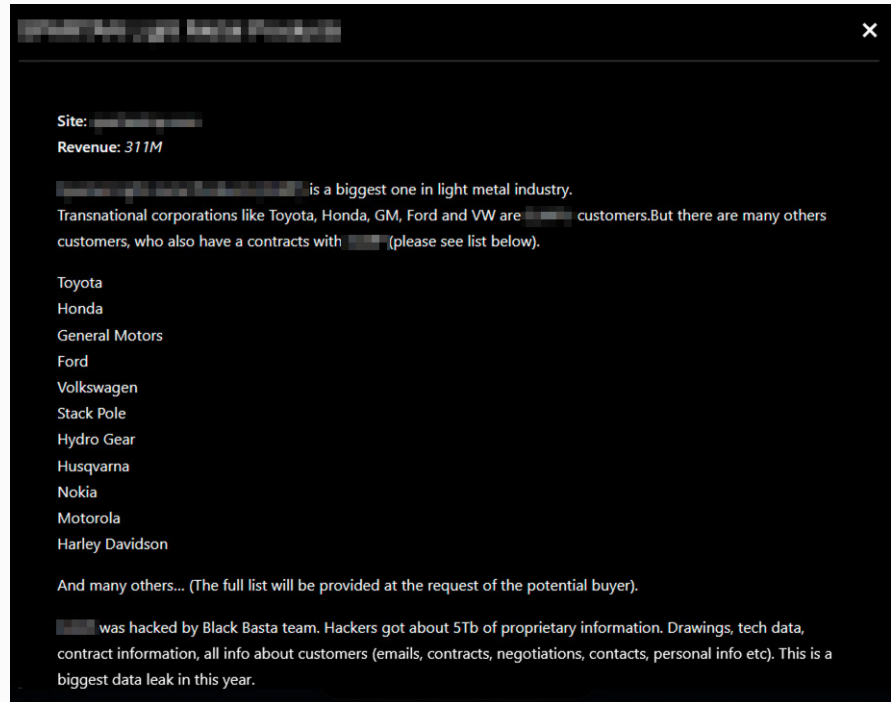 Site:
Revenue: 311M
is a biggest one in light metal industry.
Transnational corporations like Toyota, Honda, GM, Ford and VW are customers.But there are many others
customers, who also have a contracts with (please see list below).
Toyota
Honda
General Motors
Ford
Volkswagen
Stack Pole
Hydro Gear
Husqvarna
Nokia
Motorola
Harley Davidson
And many others... (The full list will be provided at the request of the potential buyer).
was hacked by Black Basta team. Hackers got about 5Tb of proprietary information. Drawings, tech data,
contract information, all info about customers (emails, contracts, negotiations, contacts, personal info etc). This is a
biggest data leak in this year.